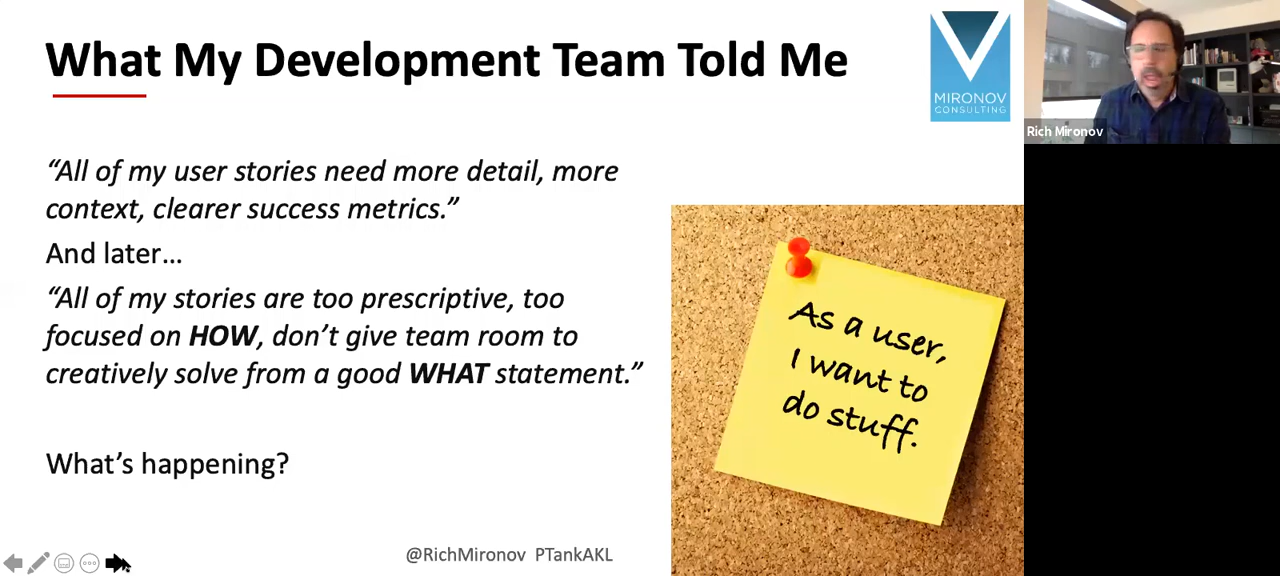 What My Development Team Told Me
MIRONOV
CONSULTING
Rich Mironov
“All of my user stories need more detail, more
context, clearer success metrics.”
And later…
“All of my stories are too prescriptive, too
focused on HOW, don’t give team room to
creatively solve from a good WHAT statement.”
What’s happening?
As a user,
I want to
do stuff.
@RichMironov PTankAKL